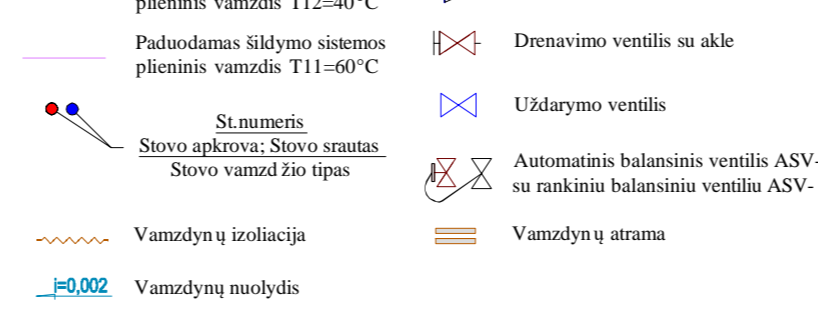 plieninis vamzdis T12=40°C
Paduodamas šildymo sistemos
plieninis vamzdis T11=60°C
St.numeris
Stovo apkrova; Stovo srautas
Stovo vamzdžio tipas
Vamzdynų izoliacija
i=0,002
Vamzdynų nuolydis
Drenavimo ventilis su akle
Uždarymo ventilis
Automatinis balansinis ventilis ASV-
su rankiniu balansiniu ventiliu ASV-
Vamzdynų atrama